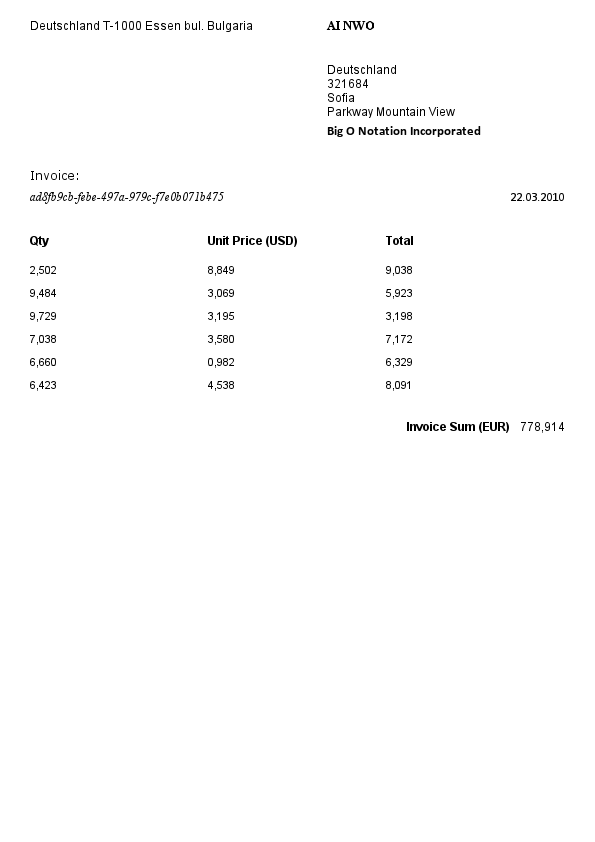 Deutschland T-1000 Essen bul. Bulgaria
AI NWO
Deutschland
321684
Sofia
Parkway Mountain View
Big O Notation Incorporated
Invoice:
ad8fb9cb-febe-497a-979c-f7e0b071b475
22.03.2010
Qty Unit Price (USD) Total
2,502 8,849 9,038
9,484 3,069 5,923
9,729 3,195 3,198
7,038 3,580 7,172
6,660 0,982 6,329
6,423 4,538 8,091
Invoice Sum (EUR) 778,914